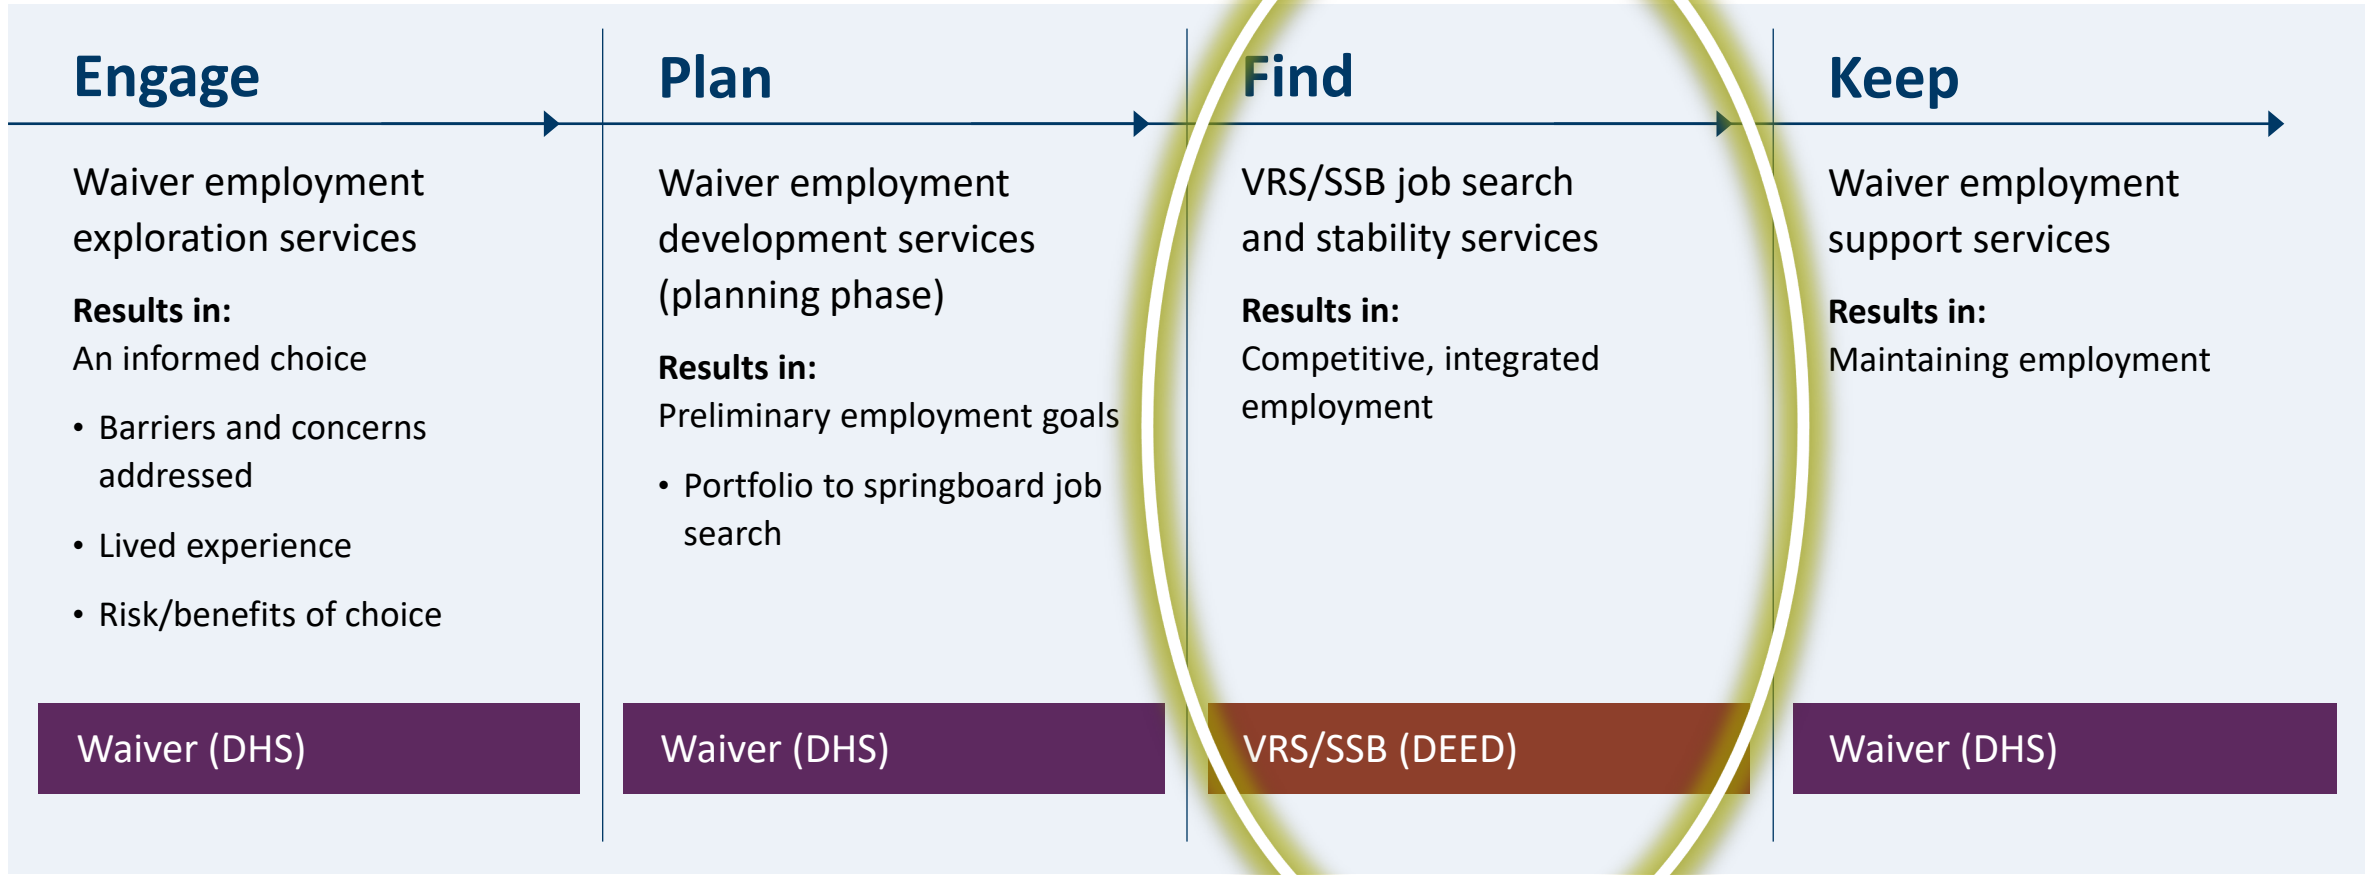 Engage
Waiver employment
exploration services
Results in:
An informed choice
• Barriers and concerns
addressed
• Lived experience
• Risk/benefits of choice
Waiver (DHS)
Plan
Waiver employment
development services
(planning phase)
Results in:
Preliminary employment goals
• Portfolio to springboard job
search
Waiver (DHS)
Find
VRS/SSB job search
and stability services
Results in:
Competitive, integrated
employment
VRS/SSB (DEED)
Keep
Waiver employment
support services
Results in:
Maintaining employment
Waiver (DHS)